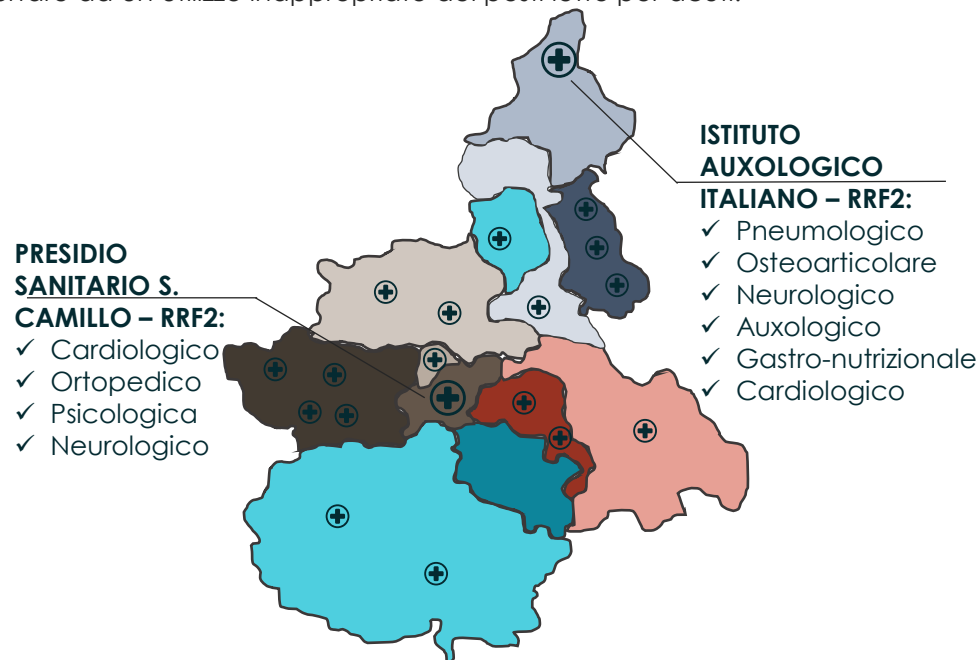 ISTITUTO
AUXOLOGICO
ITALIANO – RRF2:
✓ Pneumologico
✓ Osteoarticolare
✓ Neurologico
✓ Auxologico
✓ Gastro-nutrizionale
✓ Cardiologico
PRESIDIO
SANITARIO S.
CAMILLO – RRF2:
✓ Cardiologico
✓ Ortopedico
✓ Psicologica
✓ Neurologico